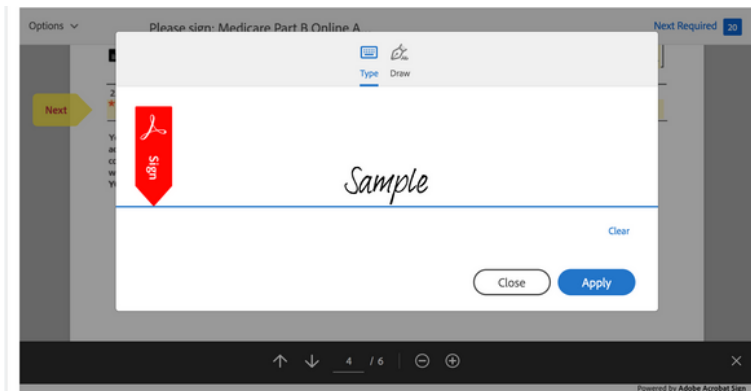 Options
Please sign: Medicare Part B Online A
Next Required 20
Type Draw
Next
Sign
Sample
Clear
Close Apply
4 / 6
Powered by Adobe Acrobat Sign